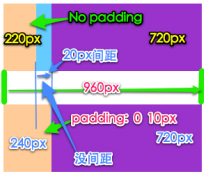 No padding
220px
720px
20px间距
960px
padding: 0 10px
720px
240px
没间距